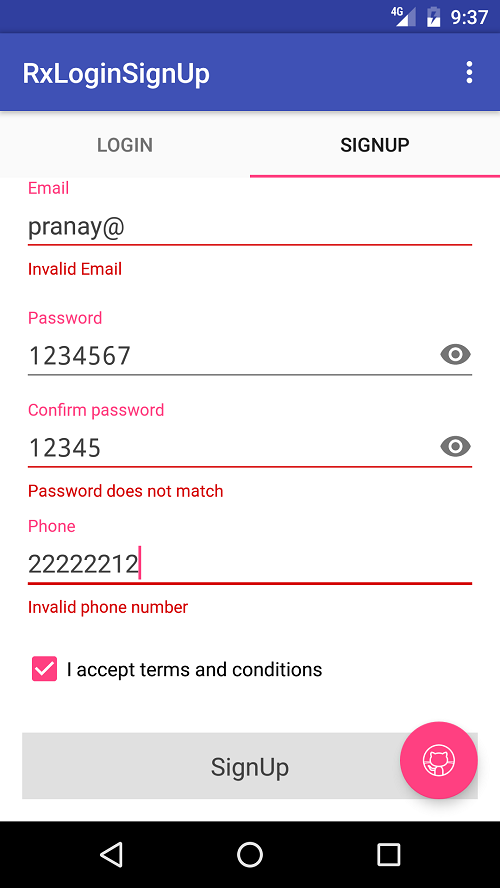 4G 9:37
RxLoginSignUp
LOGIN SIGNUP
Email
pranay@
Invalid Email
Password
1234567
Confirm password
12345
Password does not match
Phone
22222212
Invalid phone number
I accept terms and conditions
SignUp